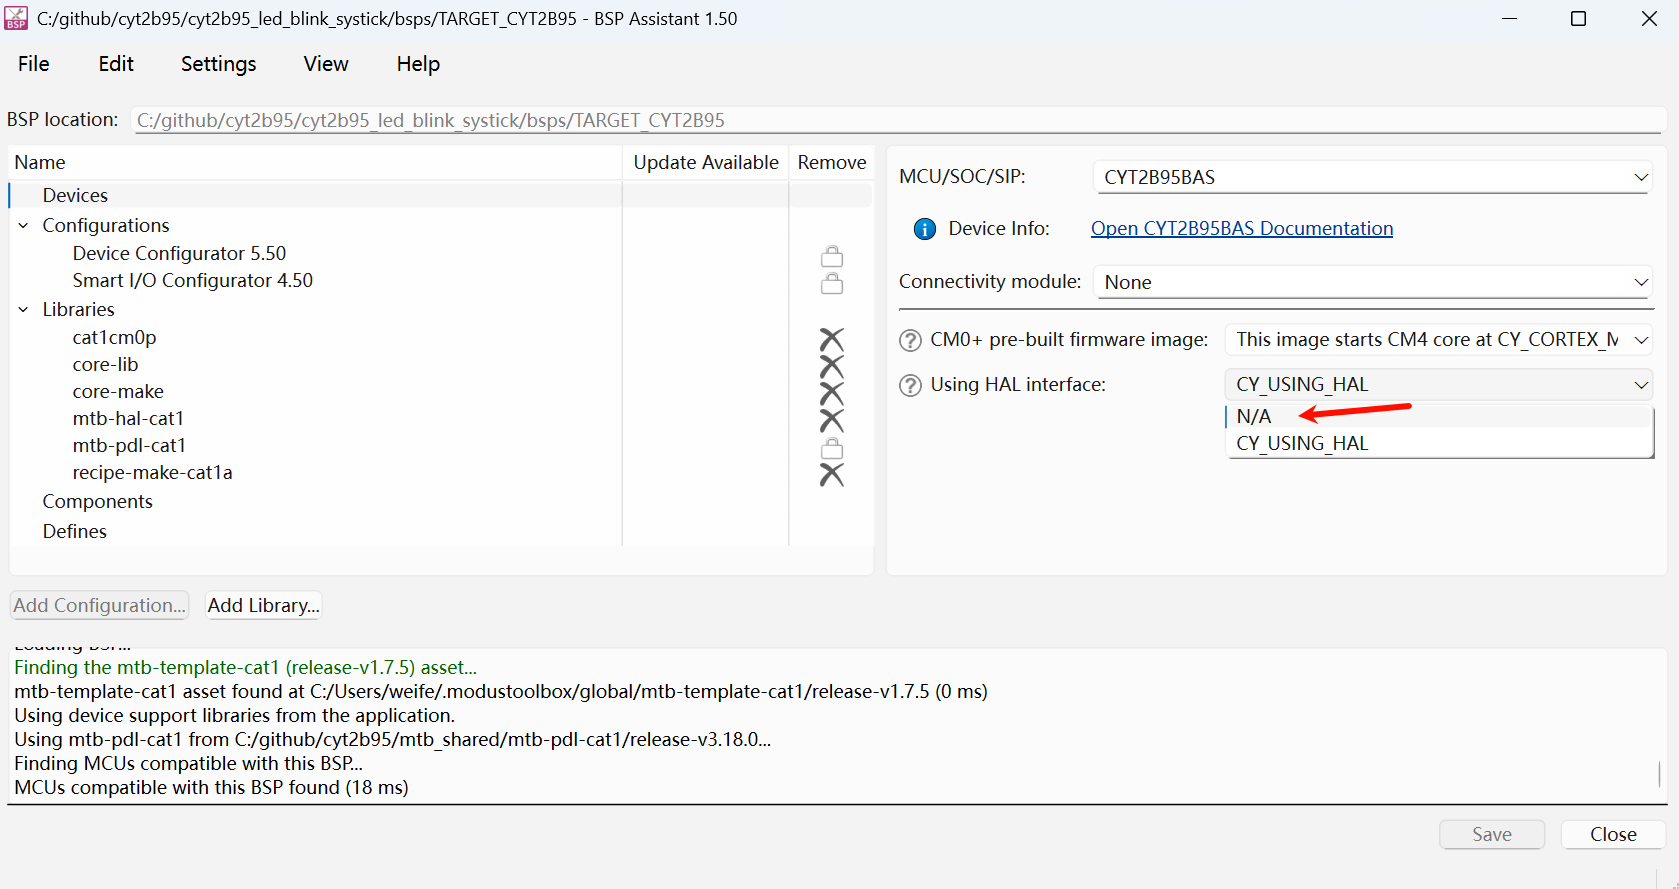 C:/github/cyt2b95/cyt2b95_led_blink_systick/bsps/TARGET_CYT2B95 - BSP Assistant 1.50
File Edit Settings View Help
BSP location: C:/github/cyt2b95/cyt2b95_led_blink_systick/bsps/TARGET_CYT2B95
Name Update Available Remove
Devices
Configurations
Device Configurator 5.50
Smart I/O Configurator 4.50
Libraries
cat1cm0p
core-lib
core-make
mtb-hal-cat1
mtb-pdl-cat1
recipe-make-cat1a
Components
Defines
MCU/SOC/SIP: CYT2B95BAS
Device Info: Open CYT2B95BAS Documentation
Connectivity module: None
CM0+ pre-built firmware image: This image starts CM4 core at CY_CORTEX_M
Using HAL interface: CY_USING_HAL
N/A
CY_USING_HAL
Add Configuration... Add Library...
Loading BSP...
Finding the mtb-template-cat1 (release-v1.7.5) asset...
mtb-template-cat1 asset found at C:/Users/weife/.modustoolbox/global/mtb-template-cat1/release-v1.7.5 (0 ms)
Using device support libraries from the application.
Using mtb-pdl-cat1 from C:/github/cyt2b95/mtb_shared/mtb-pdl-cat1/release-v3.18.0...
Finding MCUs compatible with this BSP...
MCUs compatible with this BSP found (18 ms)
Save Close